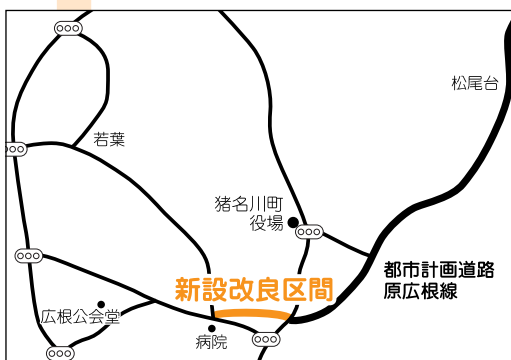 松尾台
若葉
猪名川町
役場
都市計画道路
原広根線
新設改良区間
広根公会堂
病院